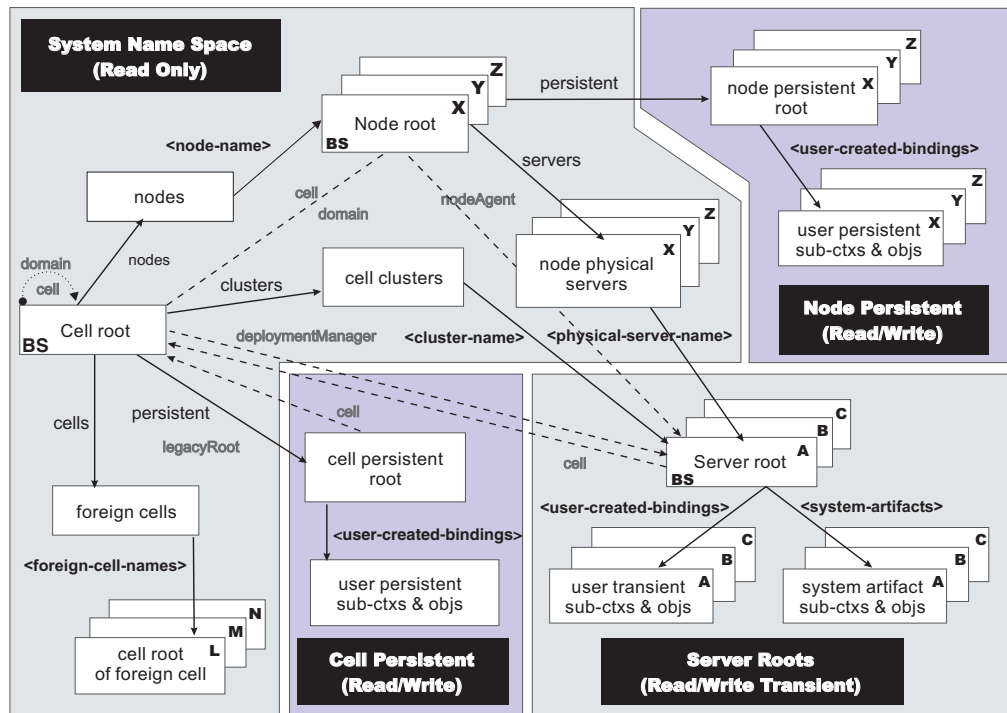 System Name Space
(Read Only)
Z
Y
X
Node root
BS
persistent
Z
Y
X
node persistent
root
<node-name>
<user-created-bindings>
servers
cell
domain
nodeAgent
nodes
nodes
Z
Y
X
node physical
servers
Z
Y
X
user persistent
sub-ctxs & objs
domain
cell
clusters
cell clusters
Node Persistent
(Read/Write)
Cell root
BS
deploymentManager
<cluster-name>
<physical-server-name>
cells
persistent
legacyRoot
cell
cell
cell persistent
root
C
B
A
Server root
BS
foreign cells
<user-created-bindings>
<user-created-bindings>
<system-artifacts>
<foreign-cell-names>
user persistent
sub-ctxs & objs
C
B
A
user transient
sub-ctxs & objs
C
B
A
system artifact
sub-ctxs & objs
N
M
L
cell root
of foreign cell
Cell Persistent
(Read/Write)
Server Roots
(Read/Write Transient)